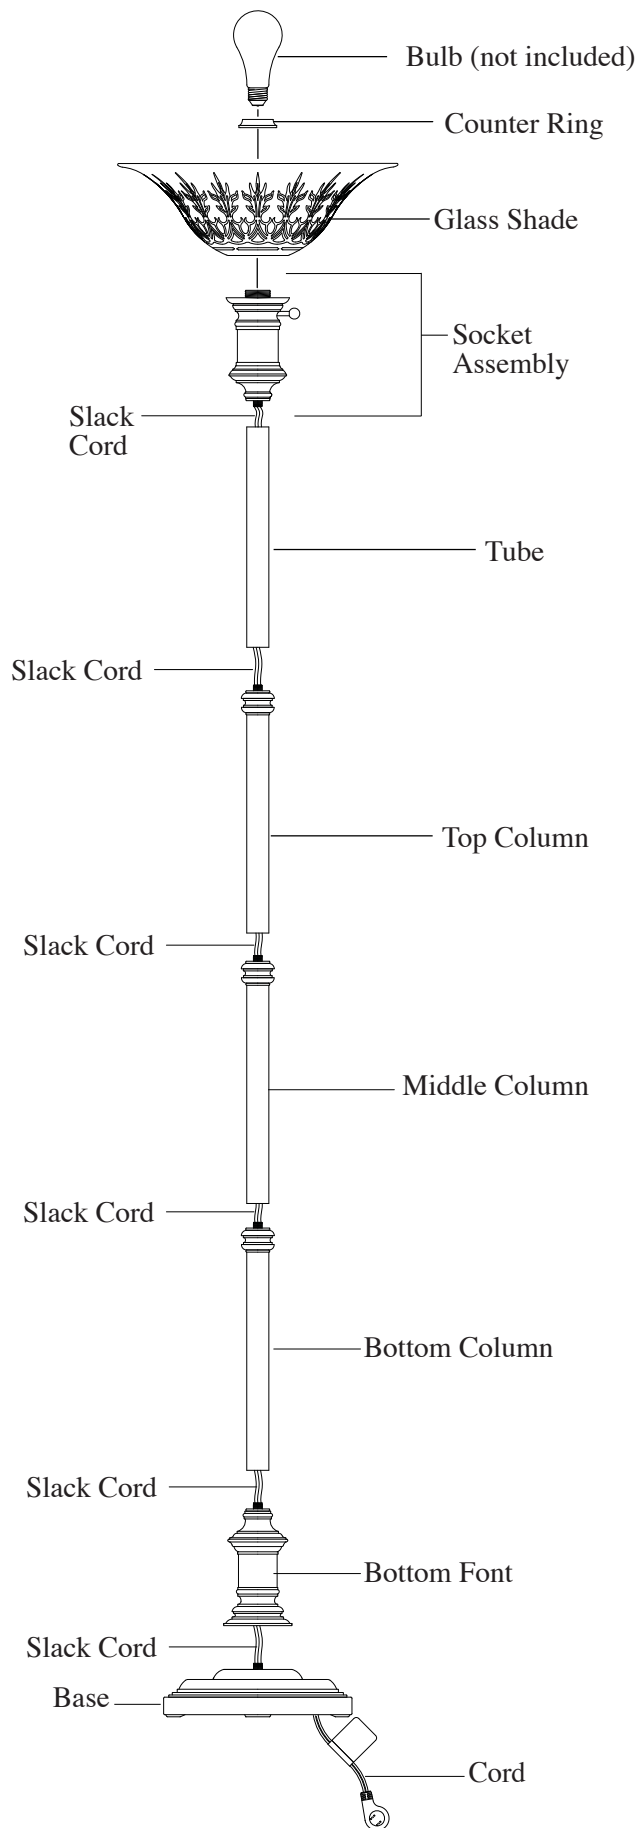 Bulb (not included)
Counter Ring
Glass Shade
Socket
Assembly
Slack
Cord
Tube
Slack Cord
Top Column
Slack Cord
Middle Column
Slack Cord
Bottom Column
Slack Cord
Bottom Font
Slack Cord
Base
Cord